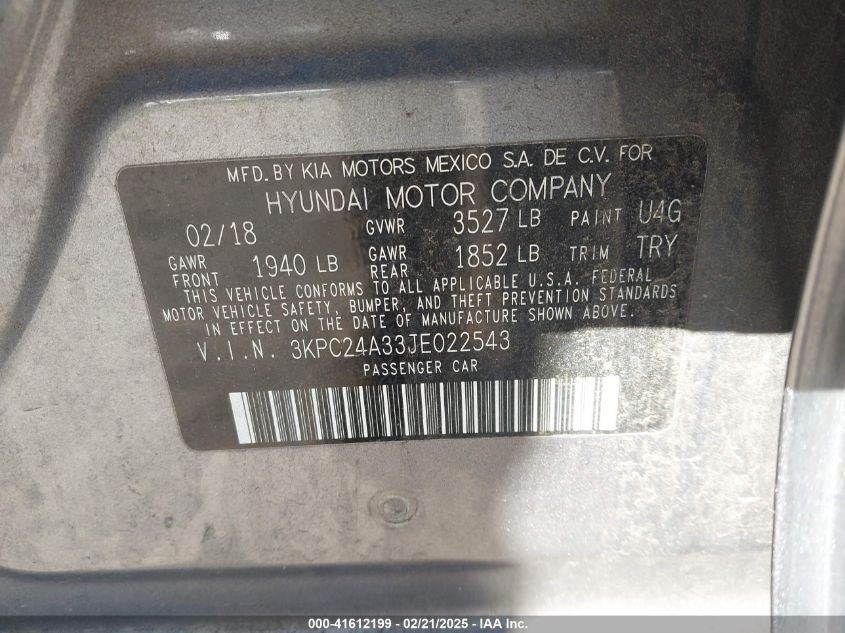 MFD. BY KIA MOTORS MEXICO S.A. DE C.V. FOR
HYUNDAI MOTOR COMPANY
02/18 GVWR 3527 LB PAINT U4G
GAWR FRONT 1940 LB GAWR REAR 1852 LB TRIM TRY
THIS VEHICLE CONFORMS TO ALL APPLICABLE U.S.A. FEDERAL
MOTOR VEHICLE SAFETY, BUMPER, AND THEFT PREVENTION STANDARDS
IN EFFECT ON THE DATE OF MANUFACTURE SHOWN ABOVE.
V.I.N. 3KPC24A33JE022543
PASSENGER CAR
000-41612199 - 02/21/2025 - IAA Inc.